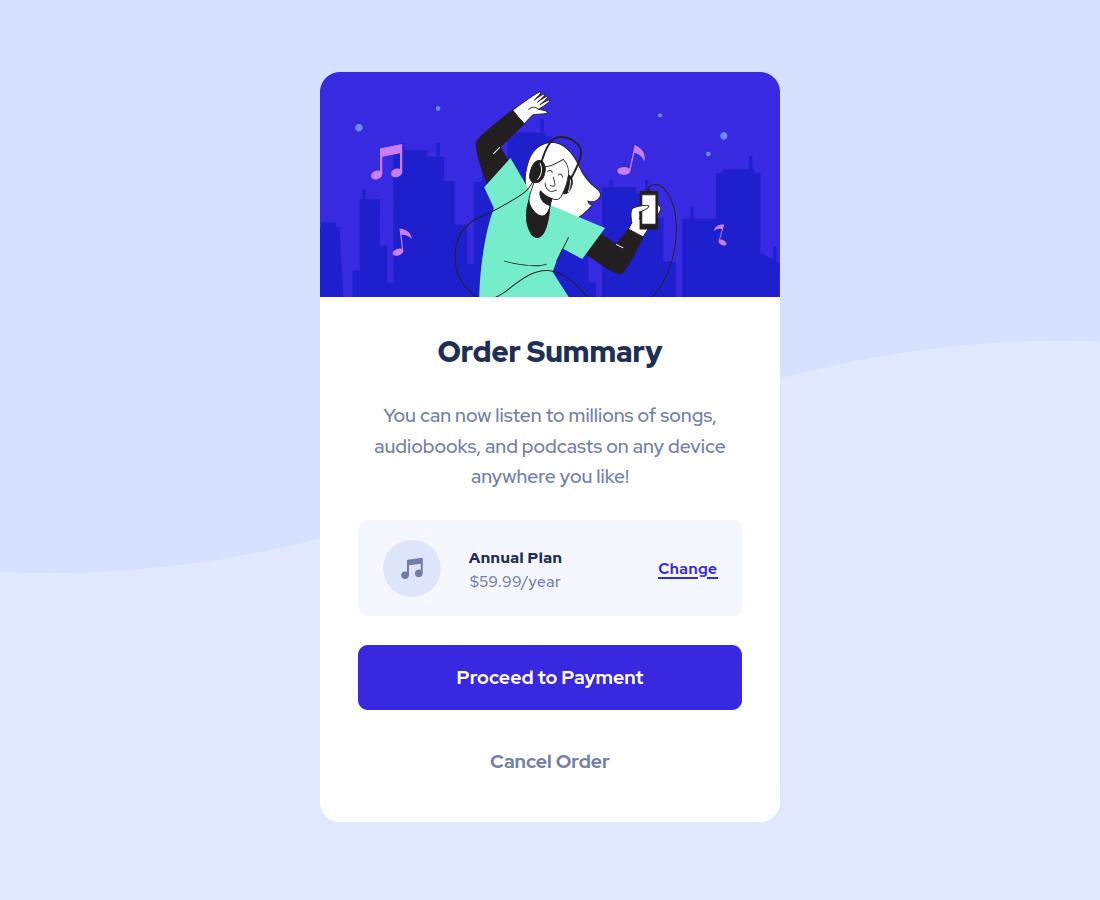 Order Summary
You can now listen to millions of songs,
audiobooks, and podcasts on any device
anywhere you like!
Annual Plan
$59.99/year
Change
Proceed to Payment
Cancel Order